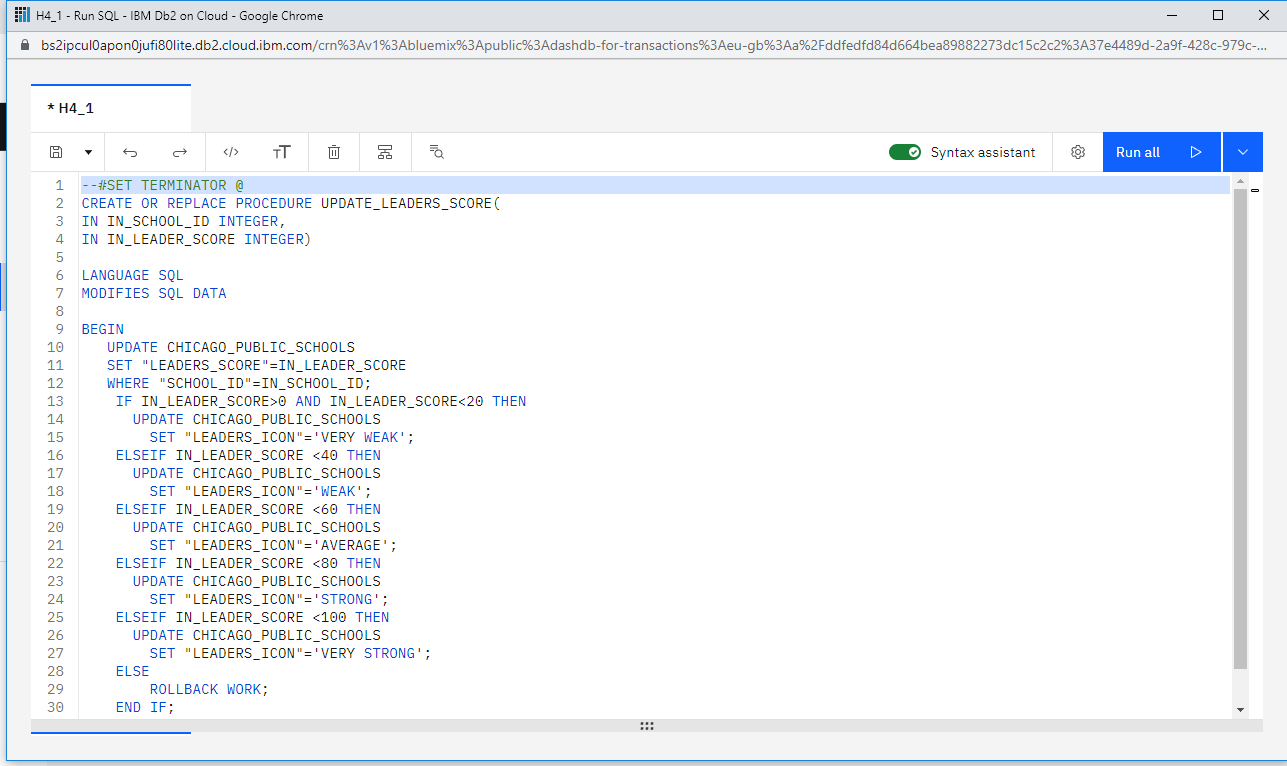 H4_1 - Run SQL - IBM Db2 on Cloud - Google Chrome
bs2ipcul0apon0jufi80lite.db2.cloud.ibm.com/crn%3Av1%3Abluemix%3Apublic%3Adashdb-for-transactions%3Aeu-gb%3Aa%2Fddfedfd84d664bea89882273dc15c2c2%3A37e4489d-2a9f-428c-979c-...
* H4_1
Syntax assistant
Run all
1 --#SET TERMINATOR @
2 CREATE OR REPLACE PROCEDURE UPDATE_LEADERS_SCORE(
3 IN IN_SCHOOL_ID INTEGER,
4 IN IN_LEADER_SCORE INTEGER)
5
6 LANGUAGE SQL
7 MODIFIES SQL DATA
8
9 BEGIN
10 UPDATE CHICAGO_PUBLIC_SCHOOLS
11 SET "LEADERS_SCORE"=IN_LEADER_SCORE
12 WHERE "SCHOOL_ID"=IN_SCHOOL_ID;
13 IF IN_LEADER_SCORE>0 AND IN_LEADER_SCORE<20 THEN
14 UPDATE CHICAGO_PUBLIC_SCHOOLS
15 SET "LEADERS_ICON"='VERY WEAK';
16 ELSEIF IN_LEADER_SCORE <40 THEN
17 UPDATE CHICAGO_PUBLIC_SCHOOLS
18 SET "LEADERS_ICON"='WEAK';
19 ELSEIF IN_LEADER_SCORE <60 THEN
20 UPDATE CHICAGO_PUBLIC_SCHOOLS
21 SET "LEADERS_ICON"='AVERAGE';
22 ELSEIF IN_LEADER_SCORE <80 THEN
23 UPDATE CHICAGO_PUBLIC_SCHOOLS
24 SET "LEADERS_ICON"='STRONG';
25 ELSEIF IN_LEADER_SCORE <100 THEN
26 UPDATE CHICAGO_PUBLIC_SCHOOLS
27 SET "LEADERS_ICON"='VERY STRONG';
28 ELSE
29 ROLLBACK WORK;
30 END IF;